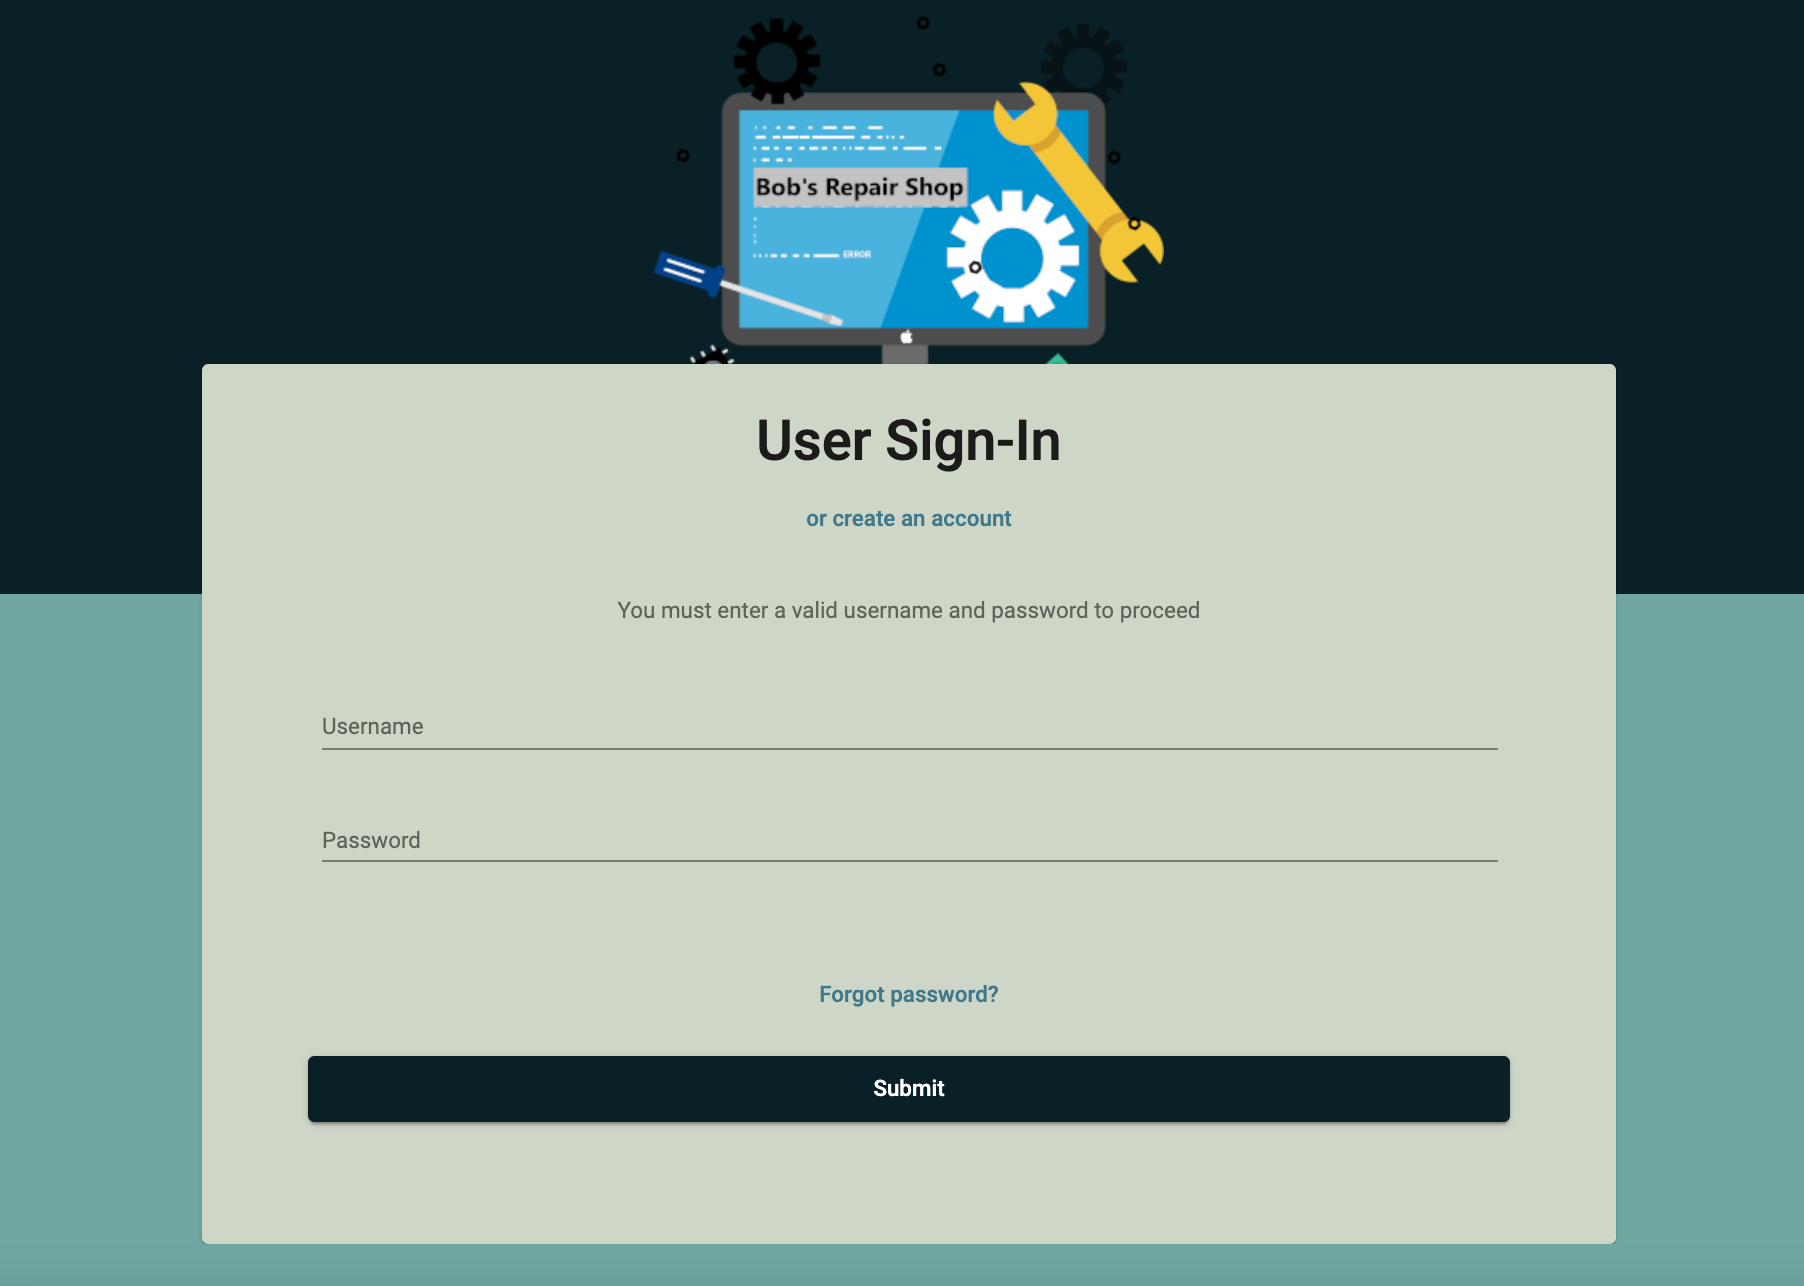 Bob's Repair Shop
ERROR
User Sign-In
or create an account
You must enter a valid username and password to proceed
Username
Password
Forgot password?
Submit